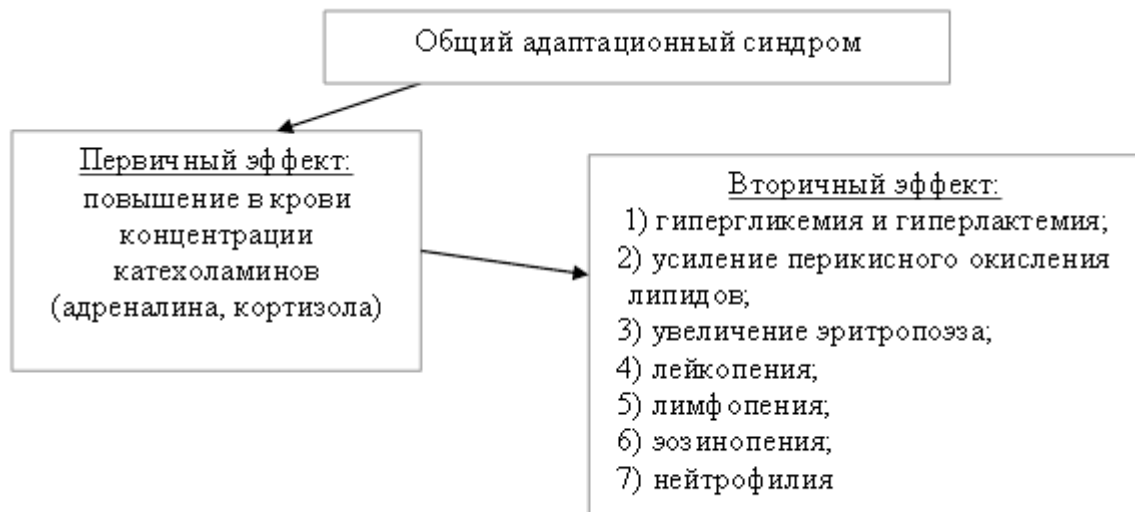 Общий адаптационный синдром
Первичный эффект:
повышение в крови
концентрации
катехоламинов
(адреналина, кортизола)
Вторичный эффект:
1) гипергликемия и гиперлактемия;
2) усиление перикисного окисления
липидов;
3) увеличение эритропоэза;
4) лейкопения;
5) лимфопения;
6) эозинопения;
7) нейтрофилия